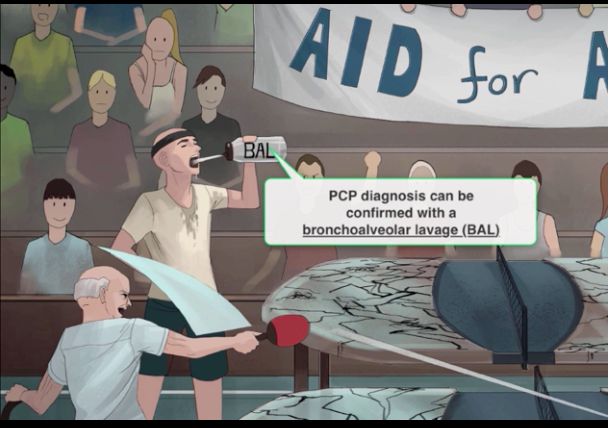 AID for A
BAL
PCP diagnosis can be
confirmed with a
bronchoalveolar lavage (BAL)